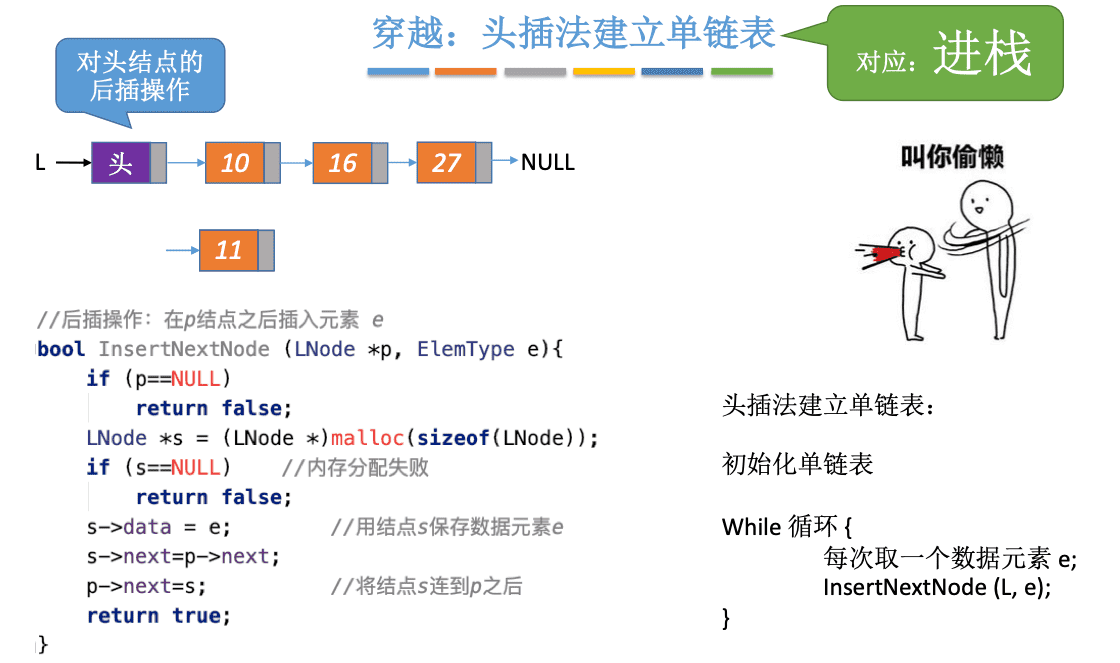 穿越：头插法建立单链表
对应：进栈
对头结点的
后插操作
L 头 10 16 27 NULL
11
叫你偷懒
//后插操作：在p结点之后插入元素 e
bool InsertNextNode (LNode *p, ElemType e){
    if (p==NULL)
        return false;
    LNode *s = (LNode *)malloc(sizeof(LNode));
    if (s==NULL)    //内存分配失败
        return false;
    s->data = e;        //用结点s保存数据元素e
    s->next=p->next;
    p->next=s;          //将结点s连到p之后
    return true;
}
头插法建立单链表：
初始化单链表
While 循环 {
        每次取一个数据元素 e;
        InsertNextNode (L, e);
}